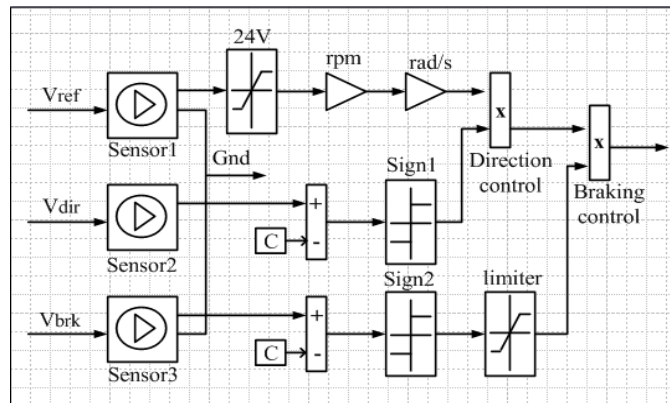 24V
rpm
rad/s
Vref
x
x
Sensor1
Gnd
Sign1
Direction
control
Braking
control
Vdir
+
C
-
Sensor2
Sign2
limiter
Vbrk
+
C
-
Sensor3